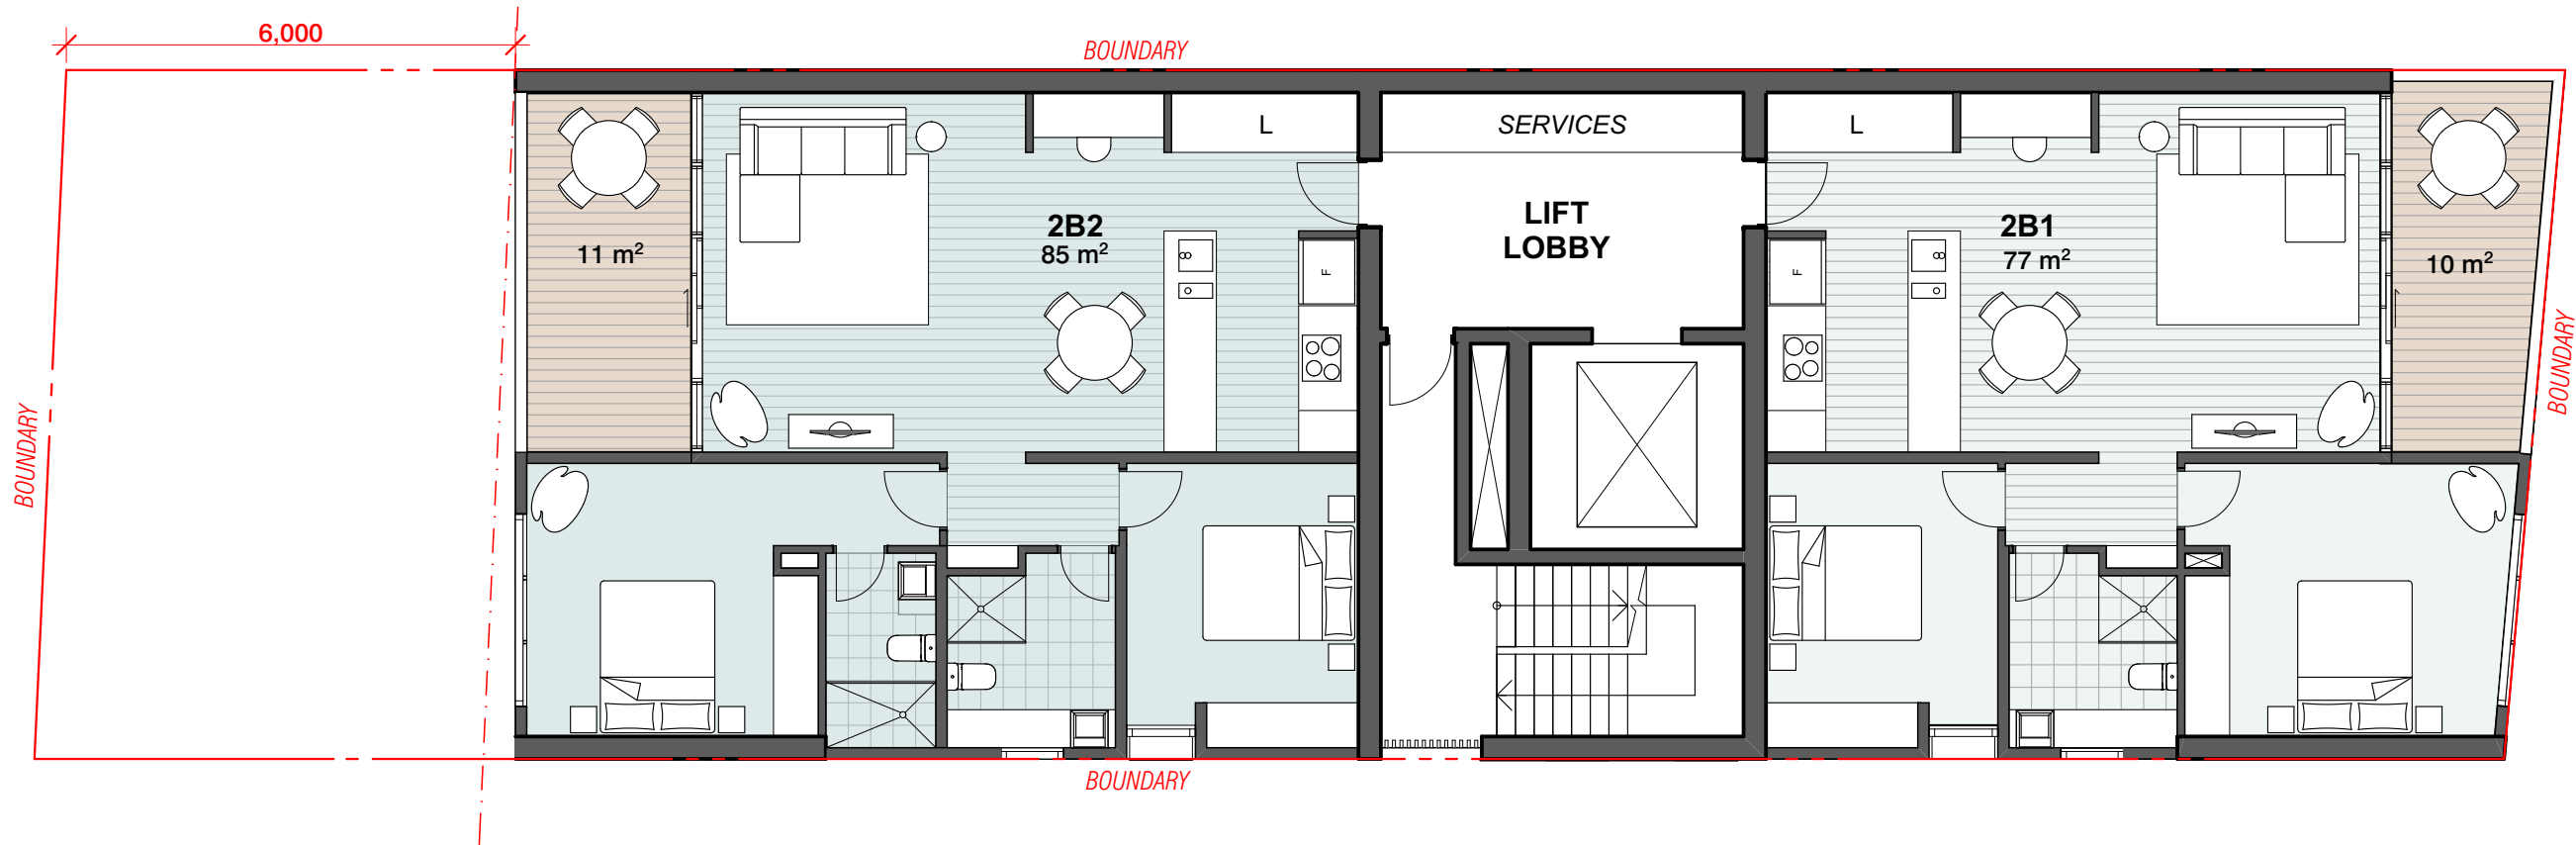 6,000
BOUNDARY
L
SERVICES
L
2B2
85 m²
11 m²
F
LIFT
LOBBY
F
2B1
77 m²
10 m²
BOUNDARY
BOUNDARY
BOUNDARY